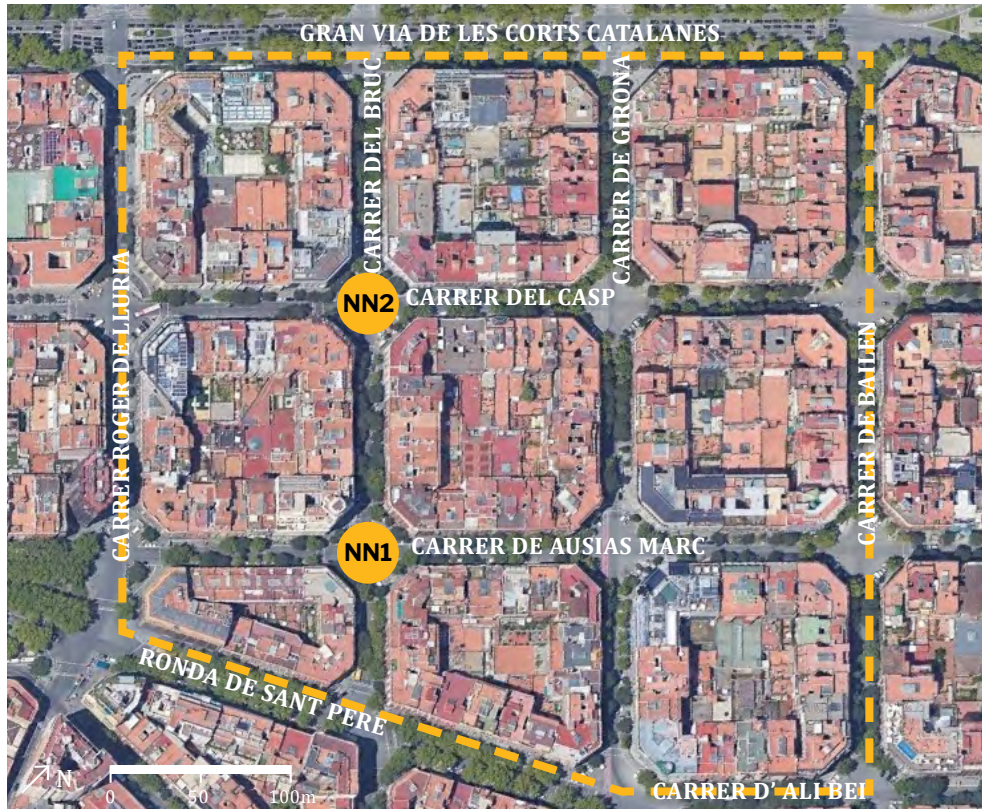 GRAN VIA DE LES CORTS CATALANES
CARRER DEL BRUC
CARRER DE GIRONA
CARRER ROGER DE LLURIA
NN2
CARRER DEL CASP
CARRER DE BAILEN
NN1
CARRER DE AUSIAS MARC
RONDA DE SANT PERE
N
0
50
100m
CARRER D' ALI BEI